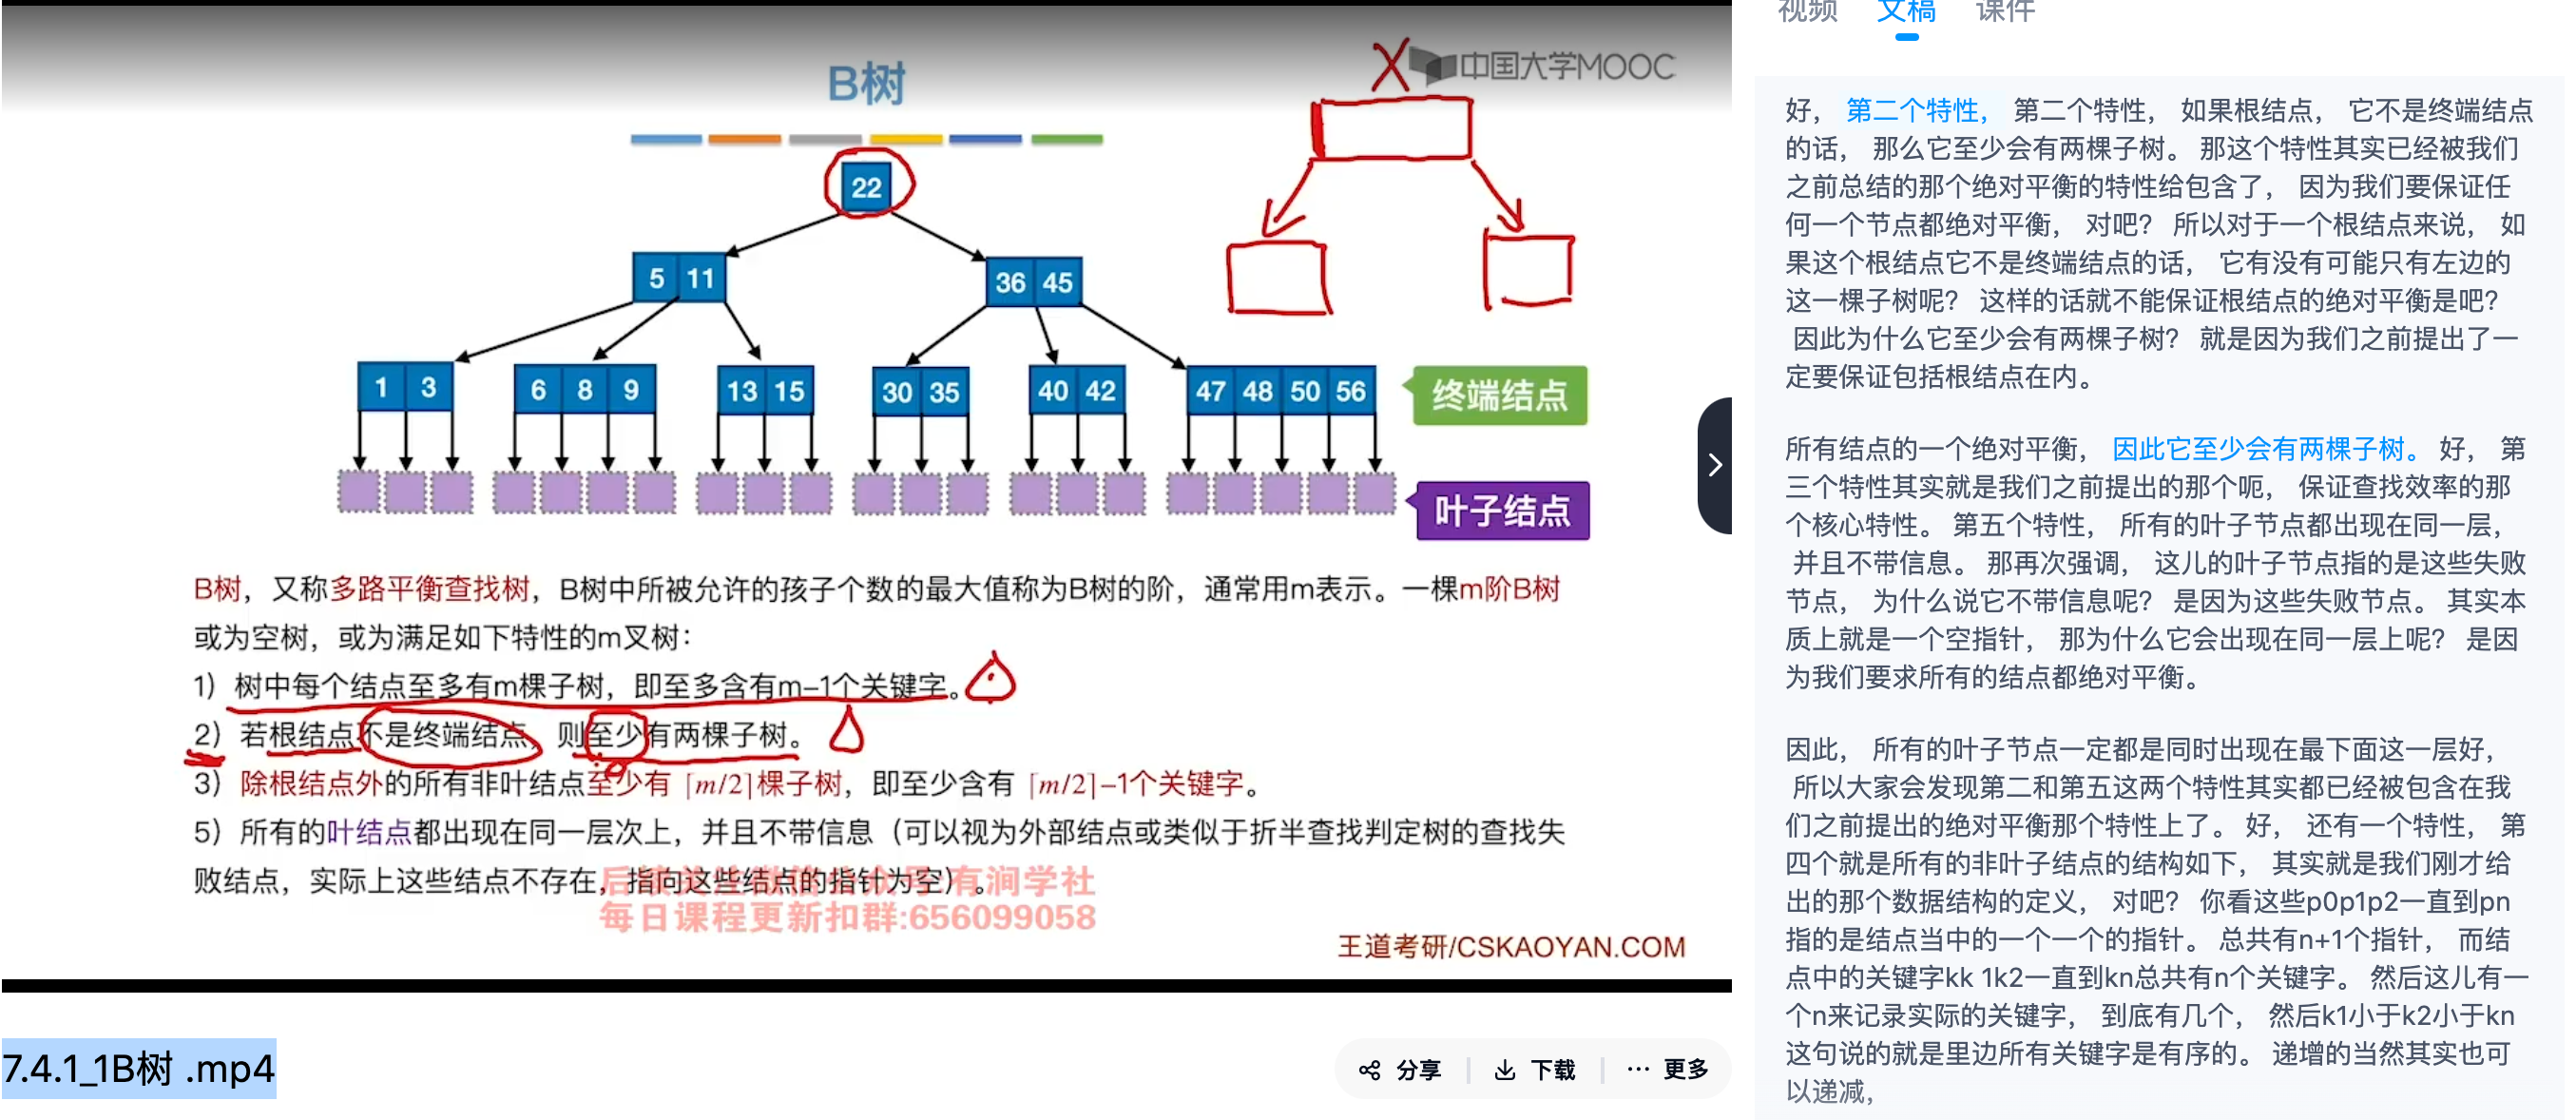 B树
中国大学MOOC
22
5 11
36 45
1 3
6 8 9
13 15
30 35
40 42
47 48 50 56
终端结点
叶子结点
B树，又称多路平衡查找树，B树中所被允许的孩子个数的最大值称为B树的阶，通常用m表示。一棵m阶B树
或为空树，或为满足如下特性的m叉树：
1）树中每个结点至多有m棵子树，即至多含有m-1个关键字。
2）若根结点不是终端结点，则至少有两棵子树。
3）除根结点外的所有非叶结点至少有 ⌈m/2⌉棵子树，即至少含有 ⌈m/2⌉-1个关键字。
5）所有的叶结点都出现在同一层次上，并且不带信息（可以视为外部结点或类似于折半查找判定树的查找失
败结点，实际上这些结点不存在，指向这些结点的指针为空）。
每日课程更新扣群:656099058
王道考研/CSKAOYAN.COM
7.4.1_1B树 .mp4
分享
下载
更多
视频 文稿 课件
好， 第二个特性， 第二个特性， 如果根结点， 它不是终端结点
的话， 那么它至少会有两棵子树。 那这个特性其实已经被我们
之前总结的那个绝对平衡的特性给包含了， 因为我们要保证任
何一个节点都绝对平衡， 对吧？ 所以对于一个根结点来说， 如
果这个根结点它不是终端结点的话， 它有没有可能只有左边的
这一棵子树呢？ 这样的话就不能保证根结点的绝对平衡是吧？
因此为什么它至少会有两棵子树？ 就是因为我们之前提出了一
定要保证包括根结点在内。
所有结点的一个绝对平衡， 因此它至少会有两棵子树。 好， 第
三个特性其实就是我们之前提出的那个呃， 保证查找效率的那
个核心特性。 第五个特性， 所有的叶子节点都出现在同一层，
并且不带信息。 那再次强调， 这儿的叶子节点指的是这些失败
节点， 为什么说它不带信息呢？ 是因为这些失败节点。 其实本
质上就是一个空指针， 那为什么它会出现在同一层上呢？ 是因
为我们要求所有的结点都绝对平衡。
因此， 所有的叶子节点一定都是同时出现在最下面这一层好，
所以大家会发现第二和第五这两个特性其实都已经被包含在我
们之前提出的绝对平衡那个特性上了。 好， 还有一个特性， 第
四个就是所有的非叶子结点的结构如下， 其实就是我们刚才给
出的那个数据结构的定义， 对吧？ 你看这些p0p1p2一直到pn
指的是结点当中的一个一个的指针。 总共有n+1个指针， 而结
点中的关键字kk 1k2一直到kn总共有n个关键字。 然后这儿有一
个n来记录实际的关键字， 到底有几个， 然后k1小于k2小于kn
这句说的就是里边所有关键字是有序的。 递增的当然其实也可
以递减，